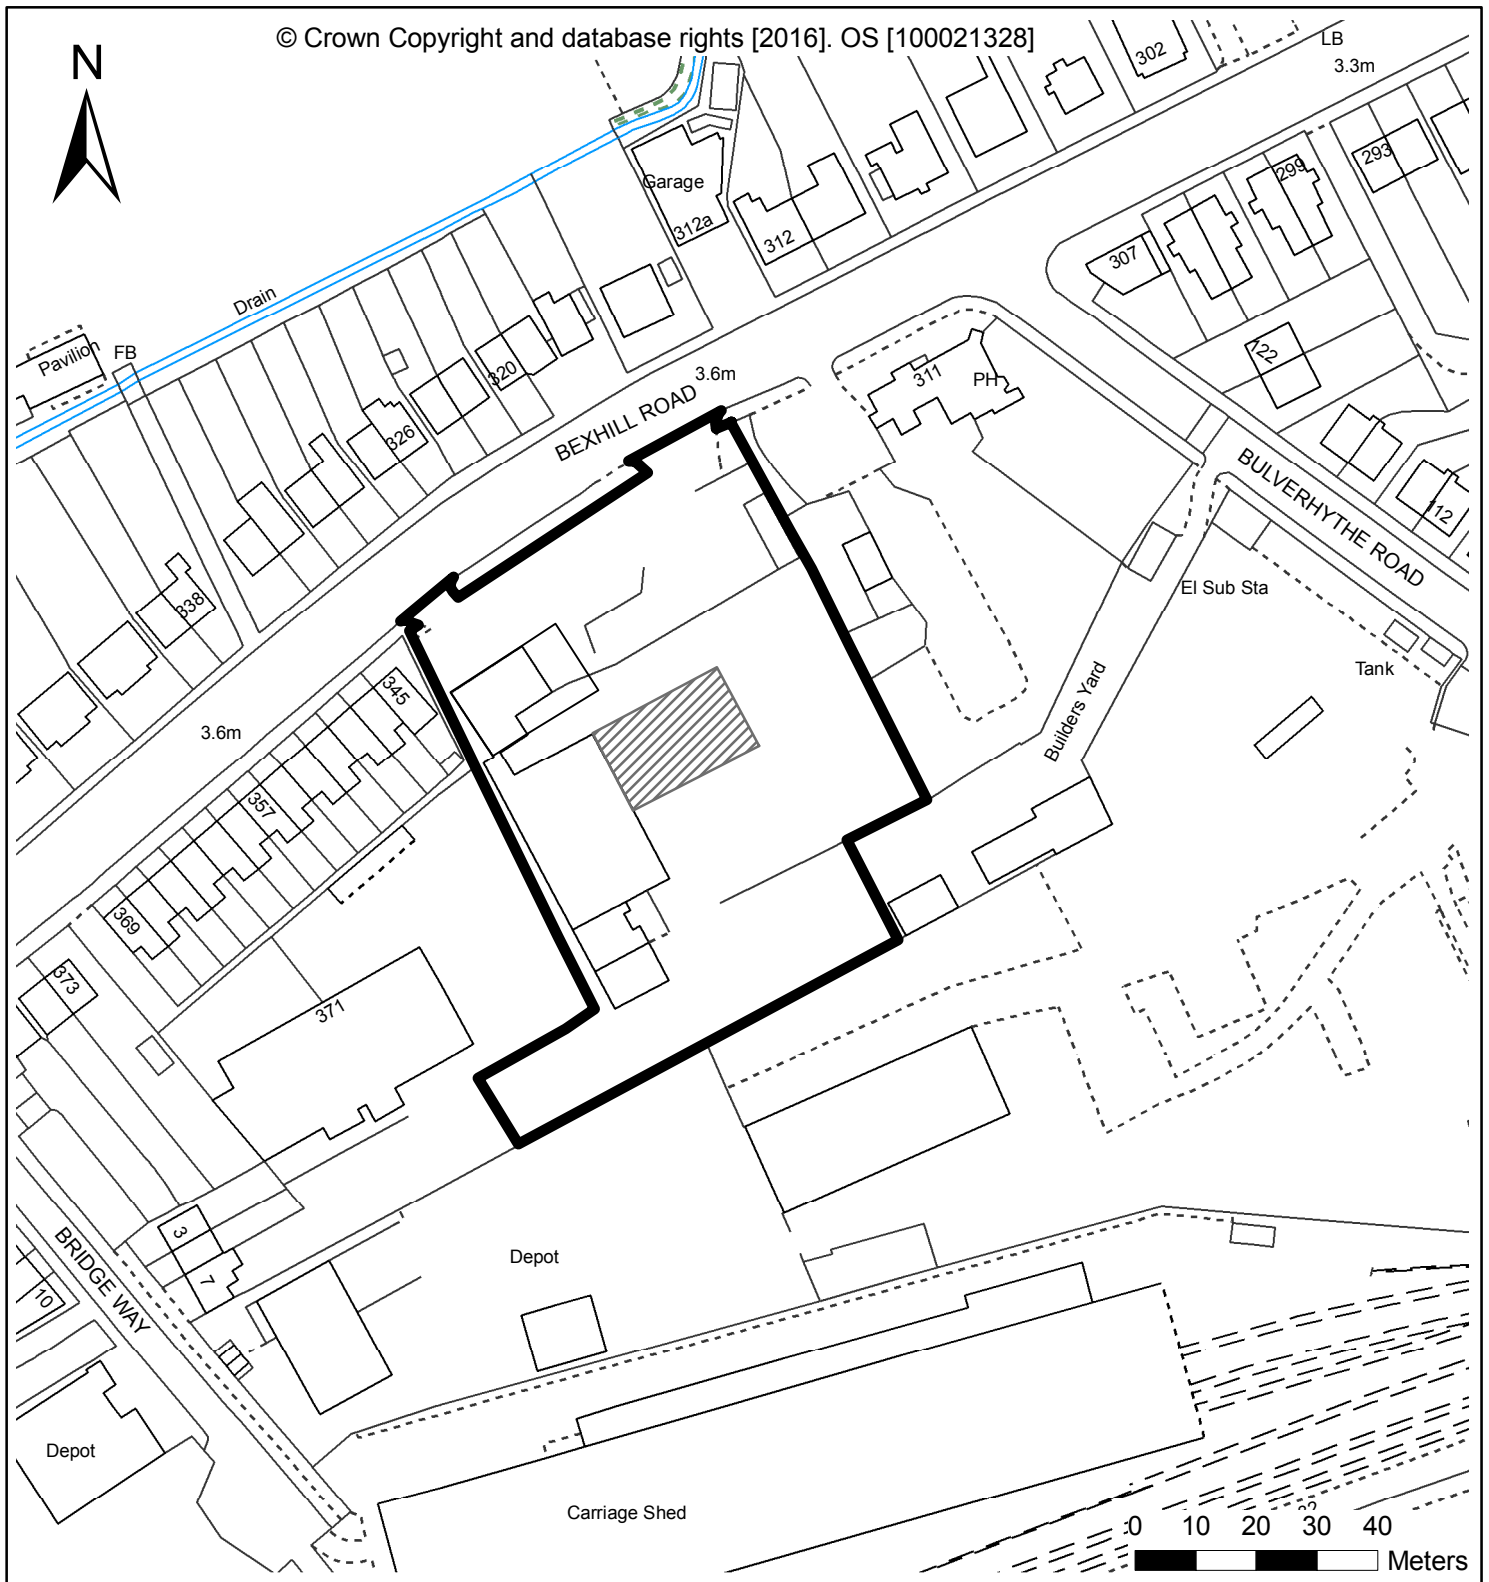 © Crown Copyright and database rights [2016]. OS [100021328]
N
LB
302
3.3m
Garage
312a
312
293
299
307
122
112
Drain
Pavilion
FB
320
3.6m
311
PH
BEXHILL ROAD
326
BULVERHYTHE ROAD
338
El Sub Sta
Tank
345
3.6m
Builders Yard
357
369
373
371
3
7
10
BRIDGE WAY
Depot
Depot
Carriage Shed
0 10 20 30 40
Meters